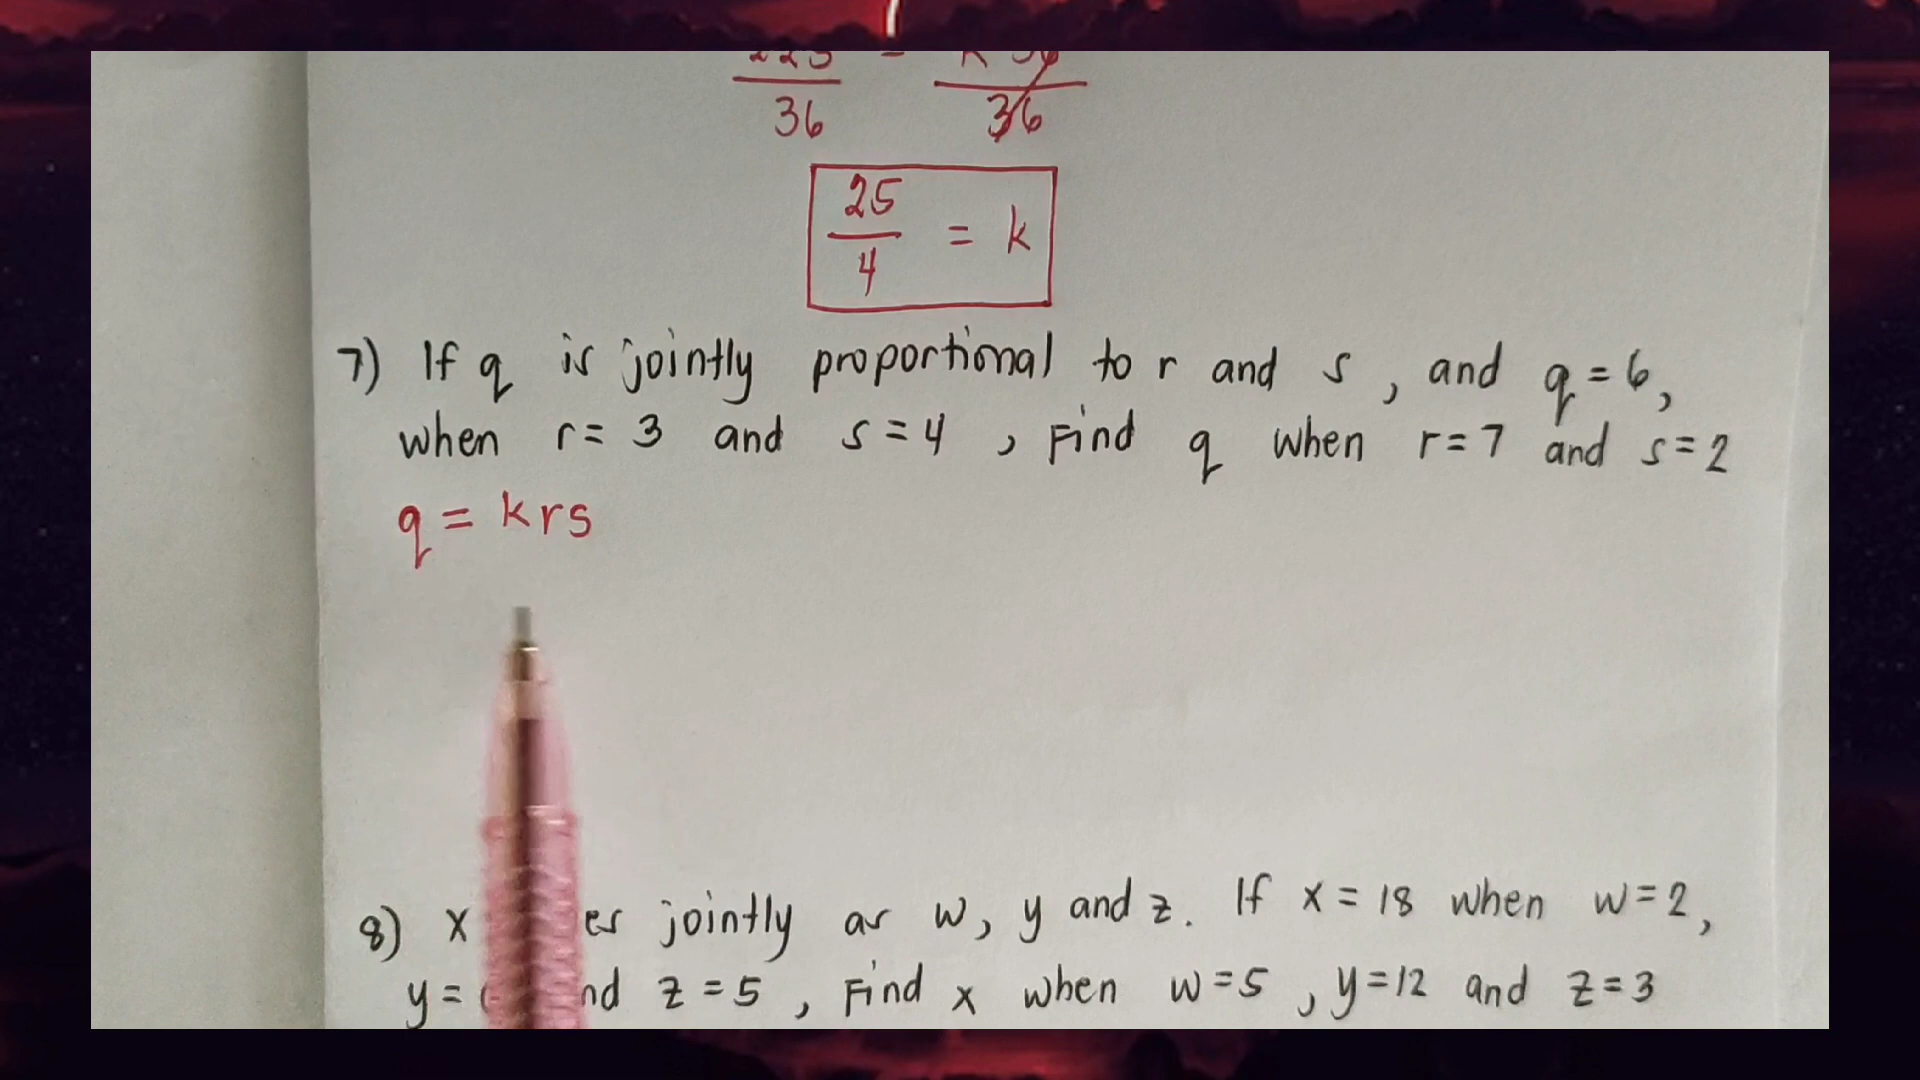 36 36
25
4 = k
7) If q is jointly proportional to r and s, and q = 6,
when r = 3 and s = 4, Find q when r = 7 and s = 2
q = krs
8) x jointly as w, y and z. If x = 18 when w = 2,
y = z = 5, Find x when w = 5, y = 12 and z = 3